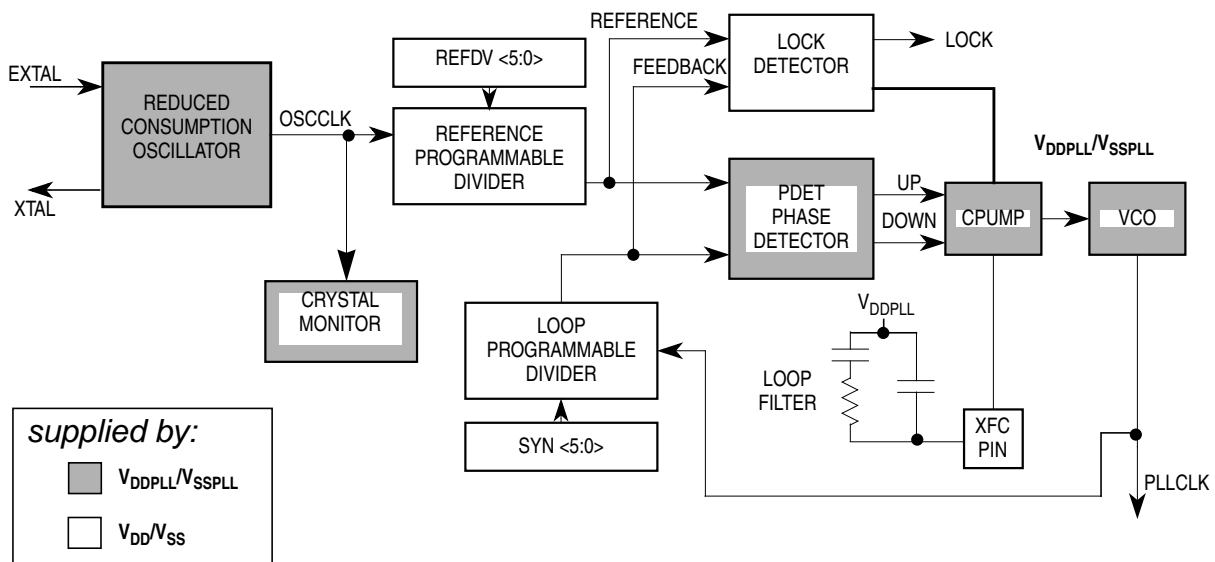 REFERENCE
REFDV <5:0>
LOCK
DETECTOR
LOCK
EXTAL
FEEDBACK
REDUCED
CONSUMPTION
OSCILLATOR
OSCCLK
REFERENCE
PROGRAMMABLE
DIVIDER
VDDPLL/VSSPLL
XTAL
PDET
PHASE
DETECTOR
UP
DOWN
CPUMP
VCO
CRYSTAL
MONITOR
LOOP
PROGRAMMABLE
DIVIDER
VDDPLL
LOOP
FILTER
XFC
PIN
SYN <5:0>
PLLCLK
supplied by:
VDDPLL/VSSPLL
VDD/VSS